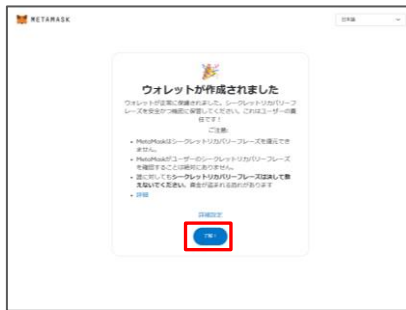 METAMASK
日本語
ウォレットが作成されました
ウォレットが正常に保護されました。シークレットリカバリーフ
レーズを安全かつ機密に保管してください。これはユーザーの責
任です！
ご注意:
• MetaMaskはシークレットリカバリーフレーズを復元でき
ません。
• MetaMaskがユーザーのシークレットリカバリーフレーズ
を確認することは絶対にありません。
• 誰に対してもシークレットリカバリーフレーズは決して教
えないでください。資金が盗まれる恐れがあります
• 詳細
詳細設定
了解！